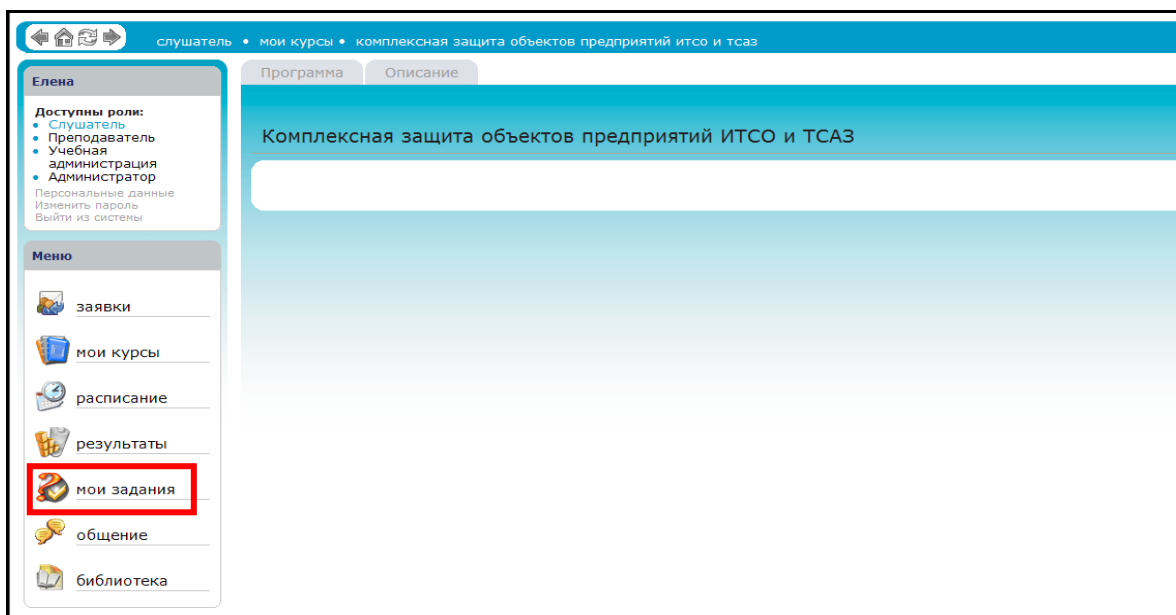 слушатель • мои курсы • комплексная защита объектов предприятий итсо и тсаз
Елена
Доступны роли:
• Слушатель
• Преподаватель
• Учебная
администрация
• Администратор
Персональные данные
Изменить пароль
Выйти из системы
Меню
заявки
мои курсы
расписание
результаты
мои задания
общение
библиотека
Программа Описание
Комплексная защита объектов предприятий ИТСО и ТСАЗ